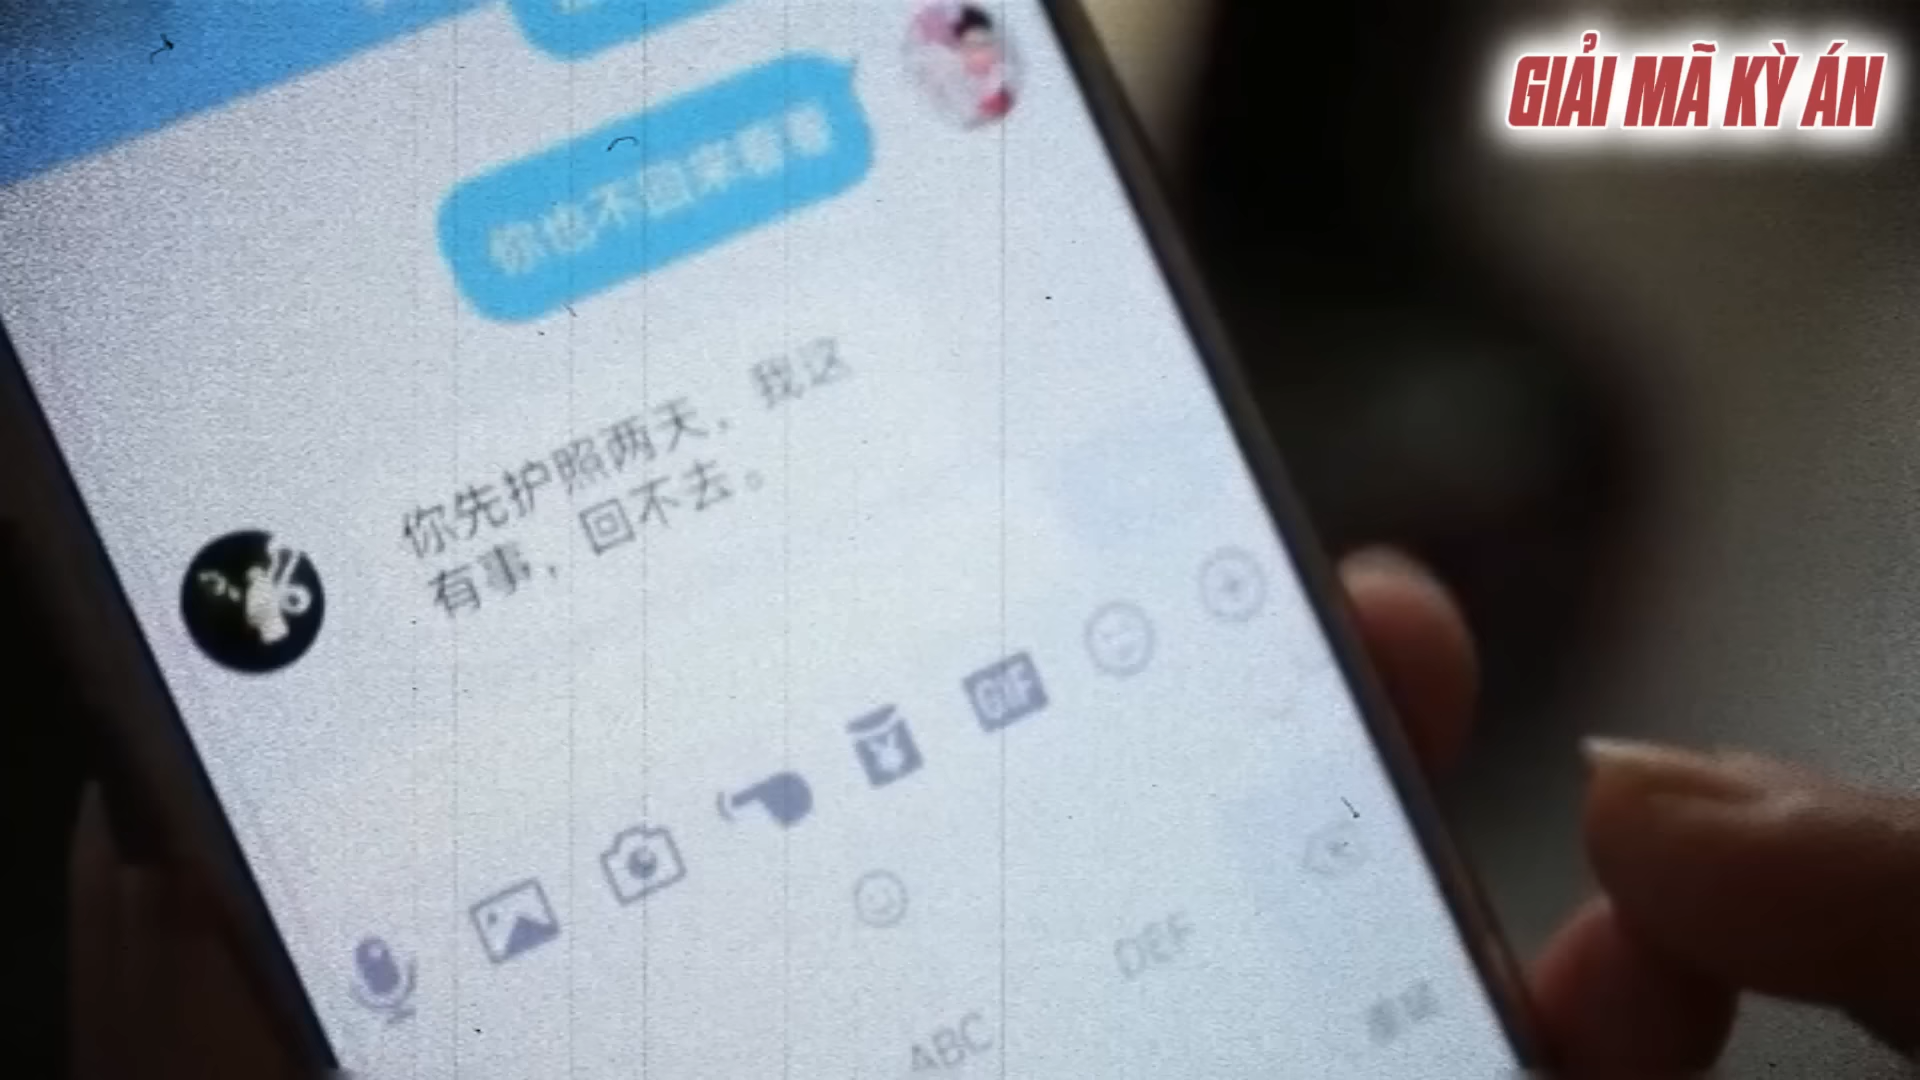 GIẢI MÃ KỲ ÁN
你也不回来看看
你先护照两天，我这
有事，回不去。
GIF
DEF
ABC